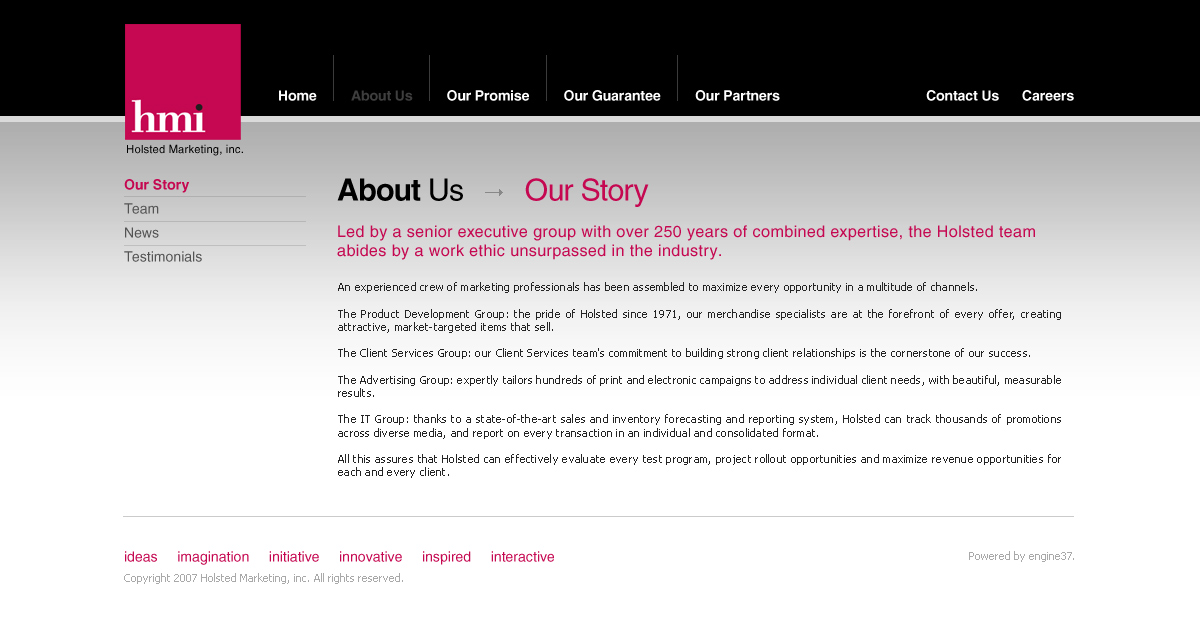 hmi
Holsted Marketing, inc.
Home About Us Our Promise Our Guarantee Our Partners Contact Us Careers
Our Story
Team
News
Testimonials
About Us → Our Story
Led by a senior executive group with over 250 years of combined expertise, the Holsted team
abides by a work ethic unsurpassed in the industry.
An experienced crew of marketing professionals has been assembled to maximize every opportunity in a multitude of channels.
The Product Development Group: the pride of Holsted since 1971, our merchandise specialists are at the forefront of every offer, creating
attractive, market-targeted items that sell.
The Client Services Group: our Client Services team's commitment to building strong client relationships is the cornerstone of our success.
The Advertising Group: expertly tailors hundreds of print and electronic campaigns to address individual client needs, with beautiful, measurable
results.
The IT Group: thanks to a state-of-the-art sales and inventory forecasting and reporting system, Holsted can track thousands of promotions
across diverse media, and report on every transaction in an individual and consolidated format.
All this assures that Holsted can effectively evaluate every test program, project rollout opportunities and maximize revenue opportunities for
each and every client.
ideas imagination initiative innovative inspired interactive
Powered by engine37.
Copyright 2007 Holsted Marketing, inc. All rights reserved.